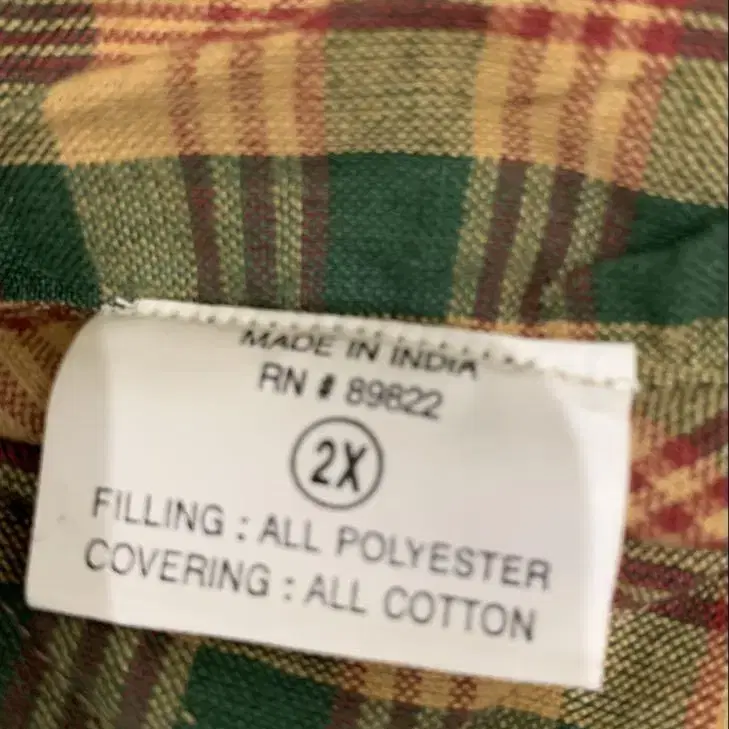 MADE IN INDIA
RN # 89822
2X
FILLING : ALL POLYESTER
COVERING : ALL COTTON